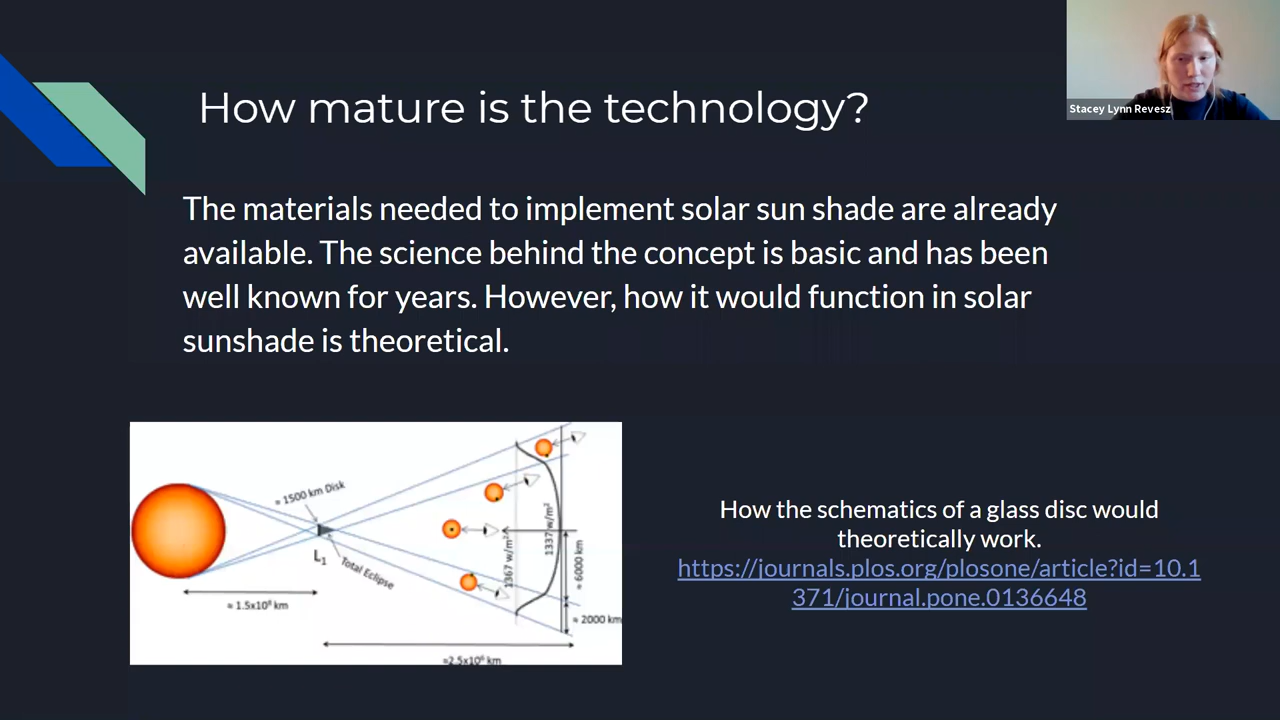 How mature is the technology?
Stacey Lynn Revesz
The materials needed to implement solar sun shade are already
available. The science behind the concept is basic and has been
well known for years. However, how it would function in solar
sunshade is theoretical.
≈ 1500 km Disk
L1
Total Eclipse
1367 w/m²
1337 w/m²
≈ 6000 km
≈ 2000 km
≈ 1.5x10⁸ km
≈2.5x10⁶ km
How the schematics of a glass disc would
theoretically work.
https://journals.plos.org/plosone/article?id=10.1
371/journal.pone.0136648